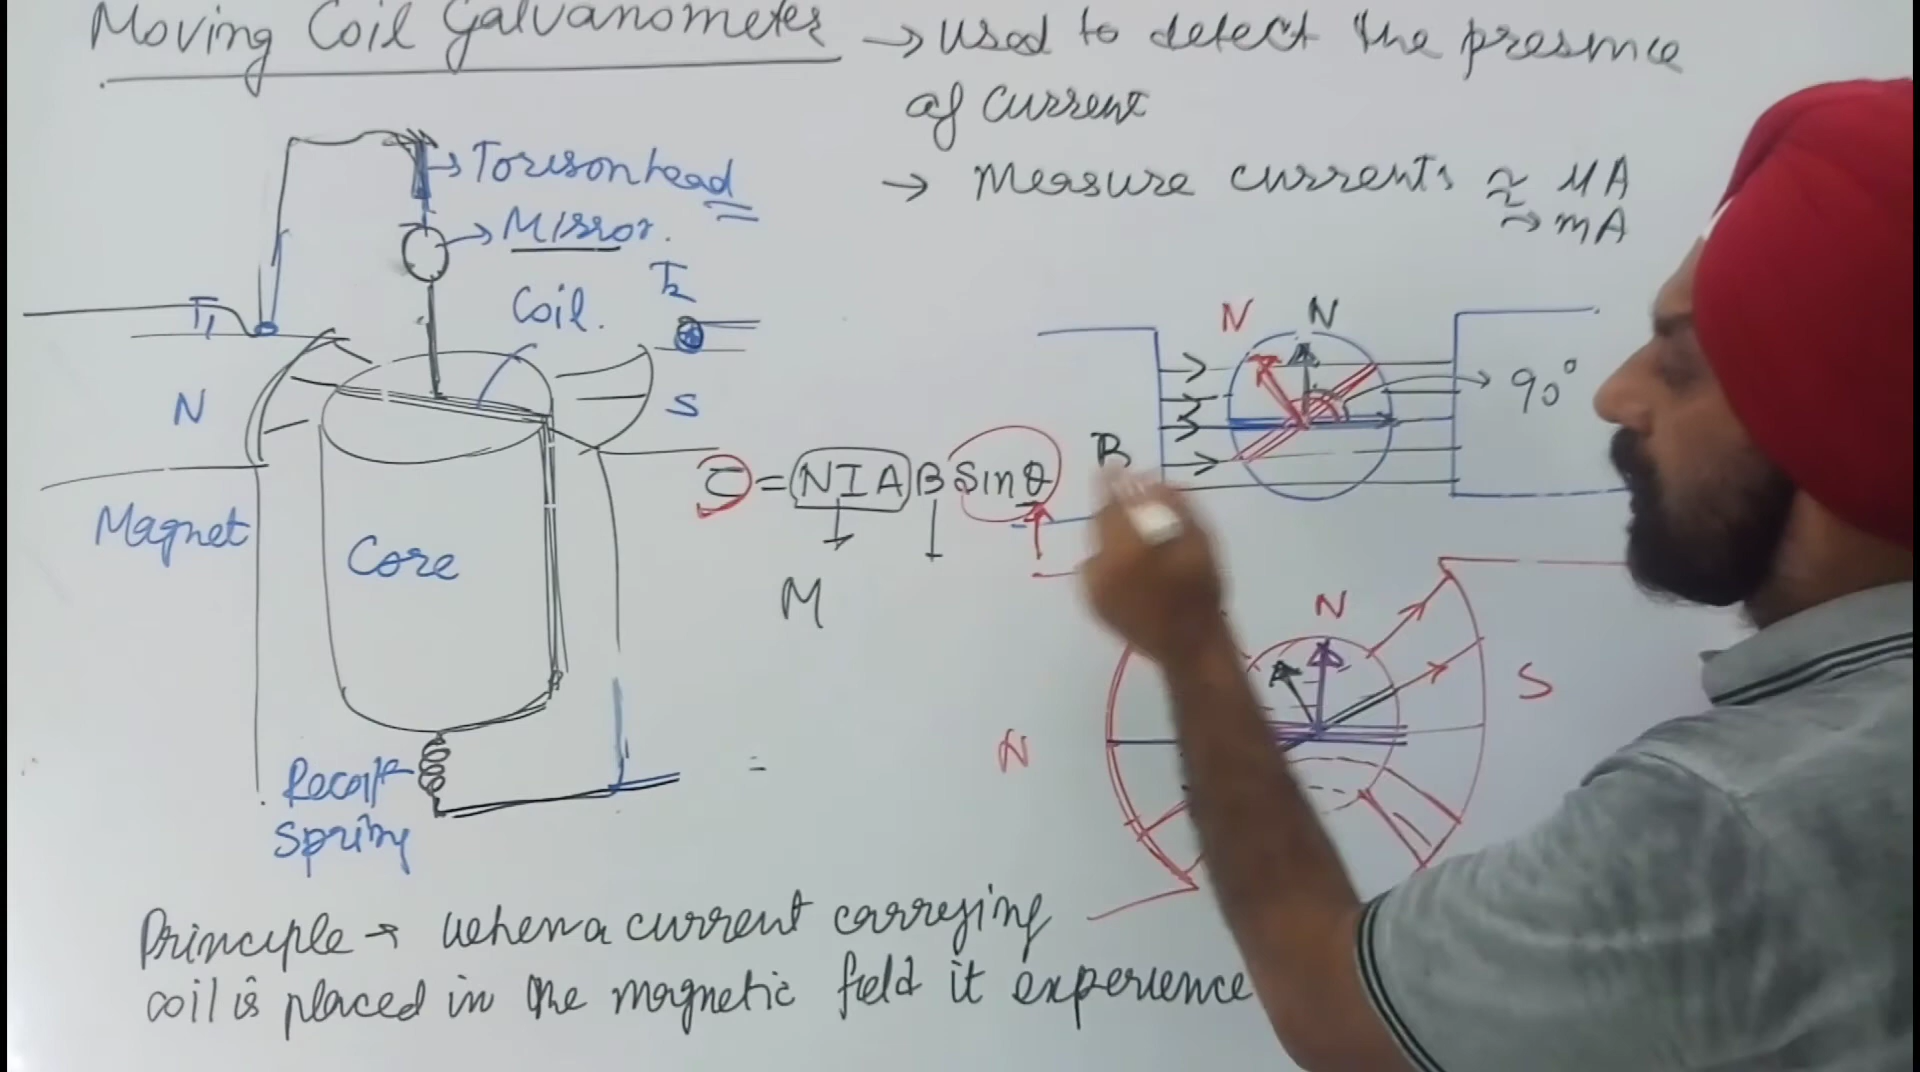 Moving Coil Galvanometer → Used to detect the presence
of current
→ Measure currents ≈ μA
→ mA
→ Torison head
→ Mirror.
Coil.
T₁
T₂
N
S
Magnet
Core
Recoil
Spring
τ = NIA B Sinθ
M
=
N N
B
→ 90°
N
N
S
Principle → when a current carrying
coil is placed in the magnetic field it experience